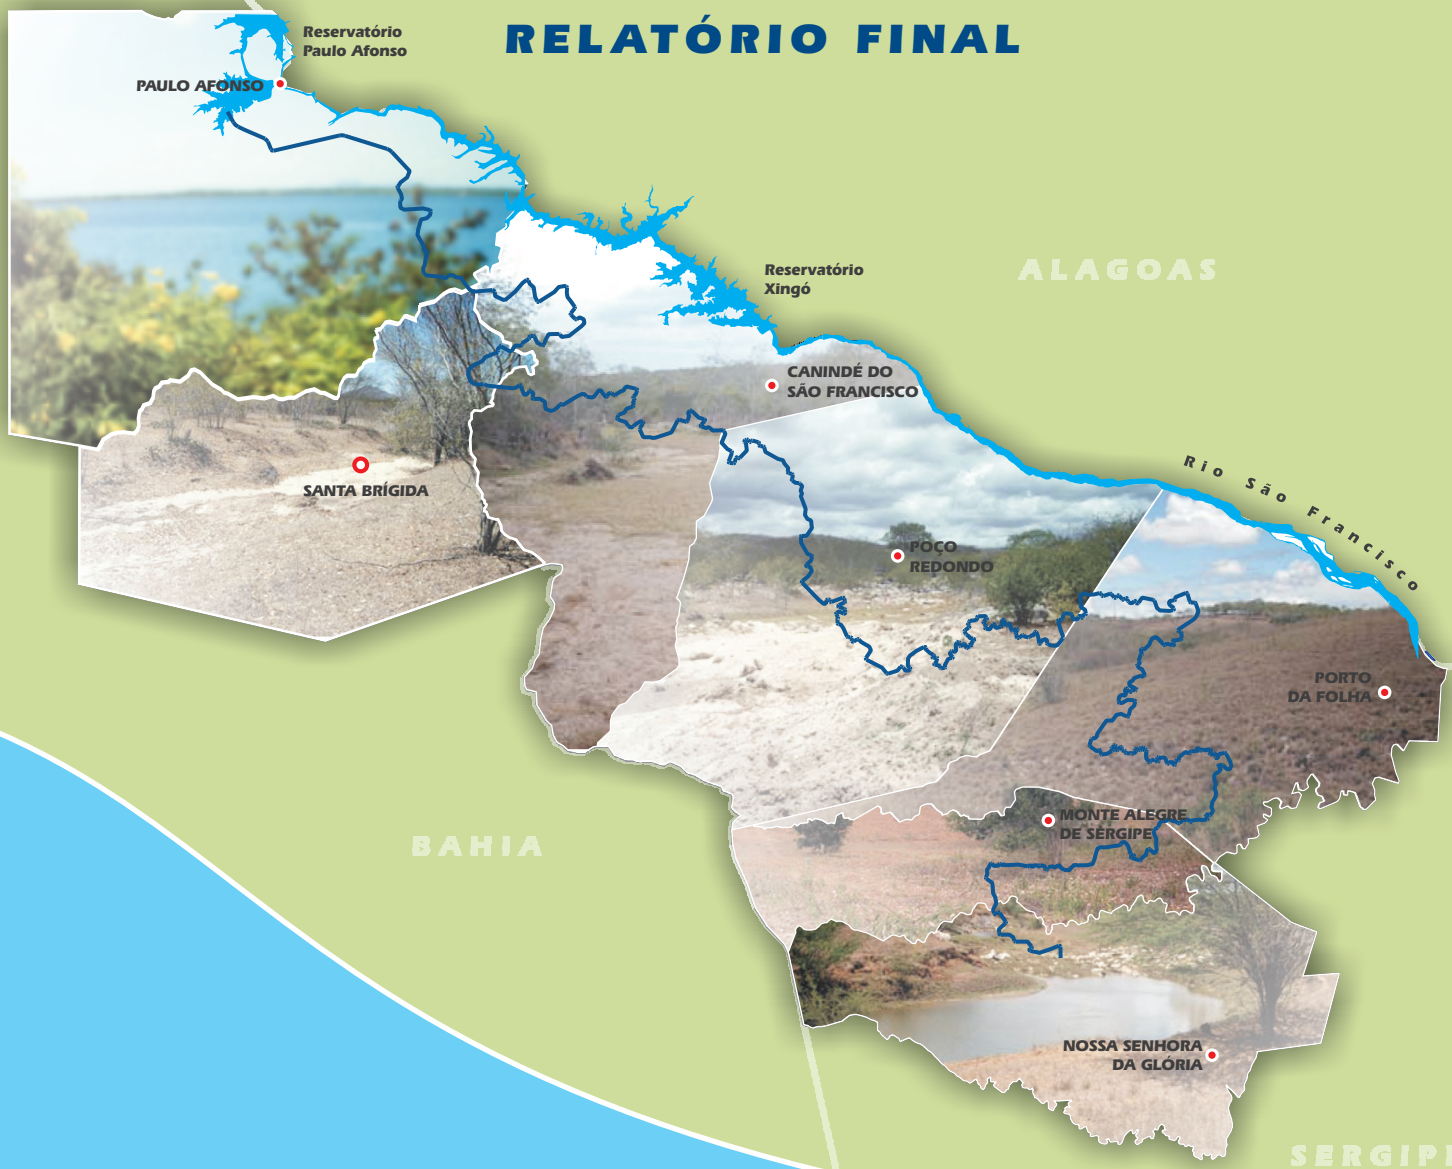 RELATÓRIO FINAL
Reservatório
Paulo Afonso
PAULO AFONSO
ALAGOAS
Reservatório
Xingó
CANINDÉ DO
SÃO FRANCISCO
Rio São Francisco
SANTA BRÍGIDA
POÇO
REDONDO
PORTO
DA FOLHA
MONTE ALEGRE
DE SERGIPE
BAHIA
NOSSA SENHORA
DA GLÓRIA
SERGIPE